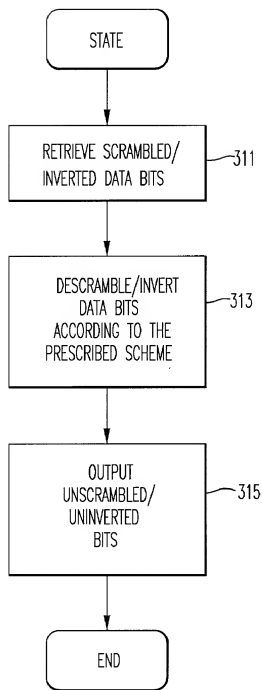 STATE
RETRIEVE SCRAMBLED/
INVERTED DATA BITS
311
DESCRAMBLE/INVERT
DATA BITS
ACCORDING TO THE
PRESCRIBED SCHEME
313
OUTPUT
UNSCRAMBLED/
UNINVERTED
BITS
315
END